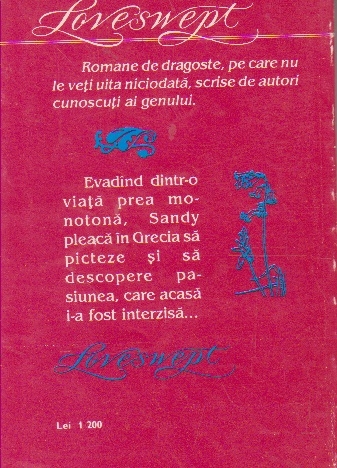 Loveswept
Romane de dragoste, pe care nu
le veți uita niciodată, scrise de autori
cunoscuți ai genului.
Evadînd dintr-o
viață prea mo-
notonă, Sandy
pleacă în Grecia să
picteze și să
descopere pa-
siunea, care acasă
i-a fost interzisă...
Loveswept
Lei 1 200